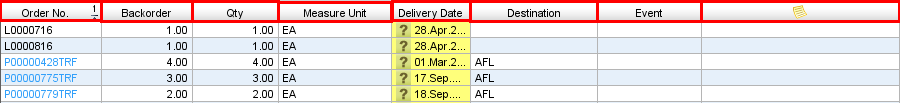 Order No. 1 Backorder Qty Measure Unit Delivery Date Destination Event
L0000716 1.00 1.00 EA ? 28.Apr.2...
L0000816 1.00 1.00 EA ? 28.Apr.2...
P00000428TRF 4.00 4.00 EA ? 01.Mar.2... AFL
P00000775TRF 3.00 3.00 EA ? 17.Sep.... AFL
P00000779TRF 2.00 2.00 EA ? 18.Sep.... AFL